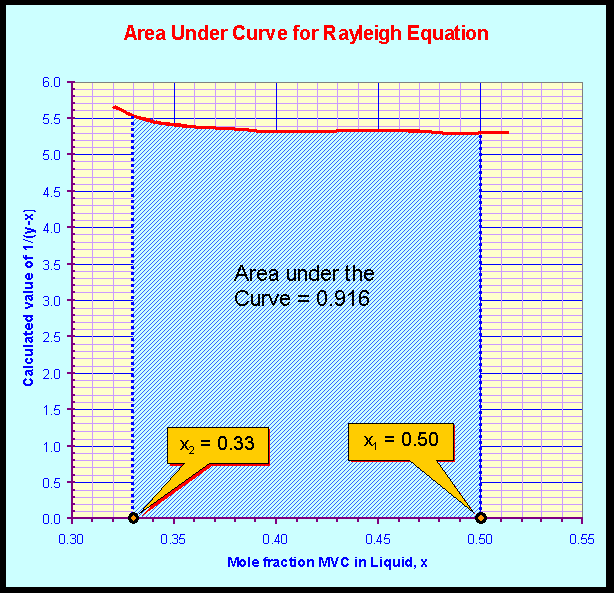 Area Under Curve for Rayleigh Equation
Calculated value of 1/(y-x)
6.0
5.5
5.0
4.5
4.0
3.5
3.0
2.5
2.0
1.5
1.0
0.5
0.0
Area under the
Curve = 0.916
x₂ = 0.33
x₁ = 0.50
0.30 0.35 0.40 0.45 0.50 0.55
Mole fraction MVC in Liquid, x